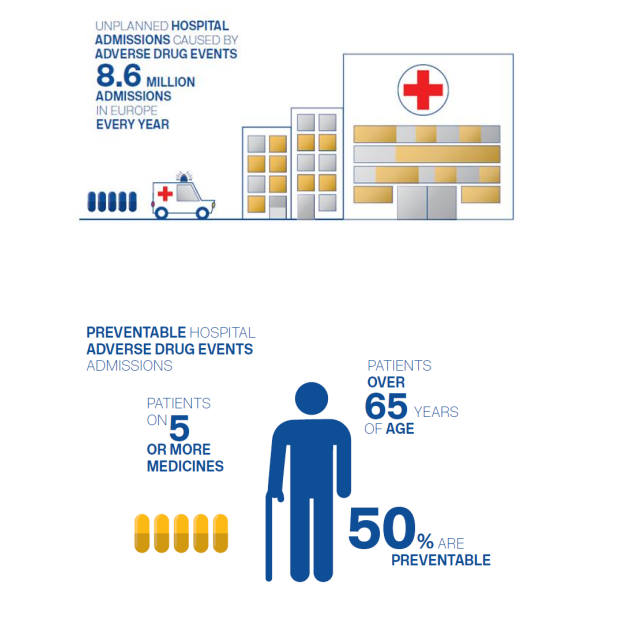 UNPLANNED HOSPITAL
ADMISSIONS CAUSED BY
ADVERSE DRUG EVENTS
8.6 MILLION
ADMISSIONS
IN EUROPE
EVERY YEAR
PREVENTABLE HOSPITAL
ADVERSE DRUG EVENTS
ADMISSIONS
PATIENTS
ON 5
OR MORE
MEDICINES
PATIENTS
OVER
65 YEARS
OF AGE
50% ARE
PREVENTABLE